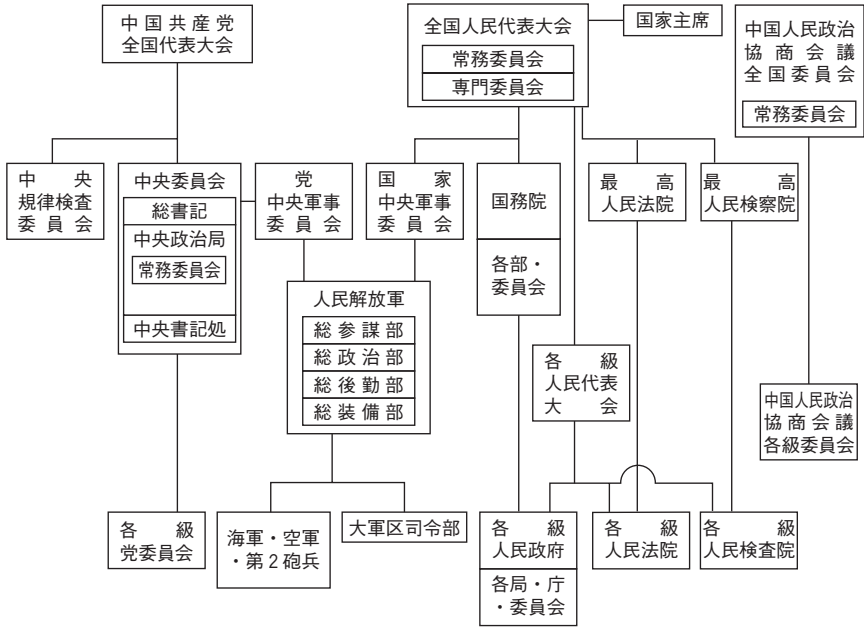 中国共産党
全国代表大会
全国人民代表大会
常務委員会
専門委員会
国家主席
中国人民政治
協商会議
全国委員会
常務委員会
中央
規律検査
委員会
中央委員会
総書記
中央政治局
常務委員会
中央書記処
党
中央軍事
委員会
国家
中央軍事
委員会
国務院
各部・
委員会
最高
人民法院
最高
人民検察院
人民解放軍
総参謀部
総政治部
総後勤部
総装備部
各級
人民代表
大会
中国人民政治
協商会議
各級委員会
各級
党委員会
海軍・空軍
・第２砲兵
大軍区司令部
各級
人民政府
各局・庁
・委員会
各級
人民法院
各級
人民検査院